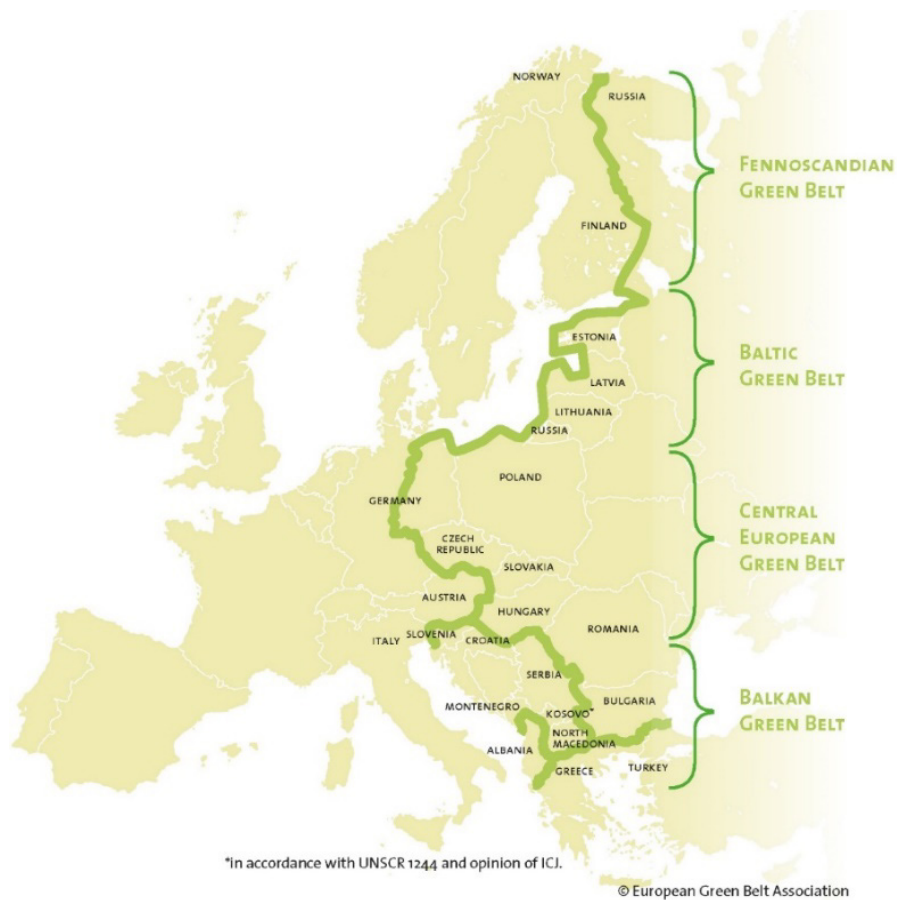 NORWAY
RUSSIA
FENNOSCANDIAN
GREEN BELT
FINLAND
ESTONIA
BALTIC
GREEN BELT
LATVIA
LITHUANIA
RUSSIA
POLAND
GERMANY
CENTRAL
EUROPEAN
GREEN BELT
CZECH
REPUBLIC
SLOVAKIA
AUSTRIA
HUNGARY
ROMANIA
ITALY
SLOVENIA
CROATIA
SERBIA
BULGARIA
BALKAN
GREEN BELT
MONTENEGRO
KOSOVO*
NORTH
MACEDONIA
ALBANIA
GREECE
TURKEY
*in accordance with UNSCR 1244 and opinion of ICJ.
© European Green Belt Association